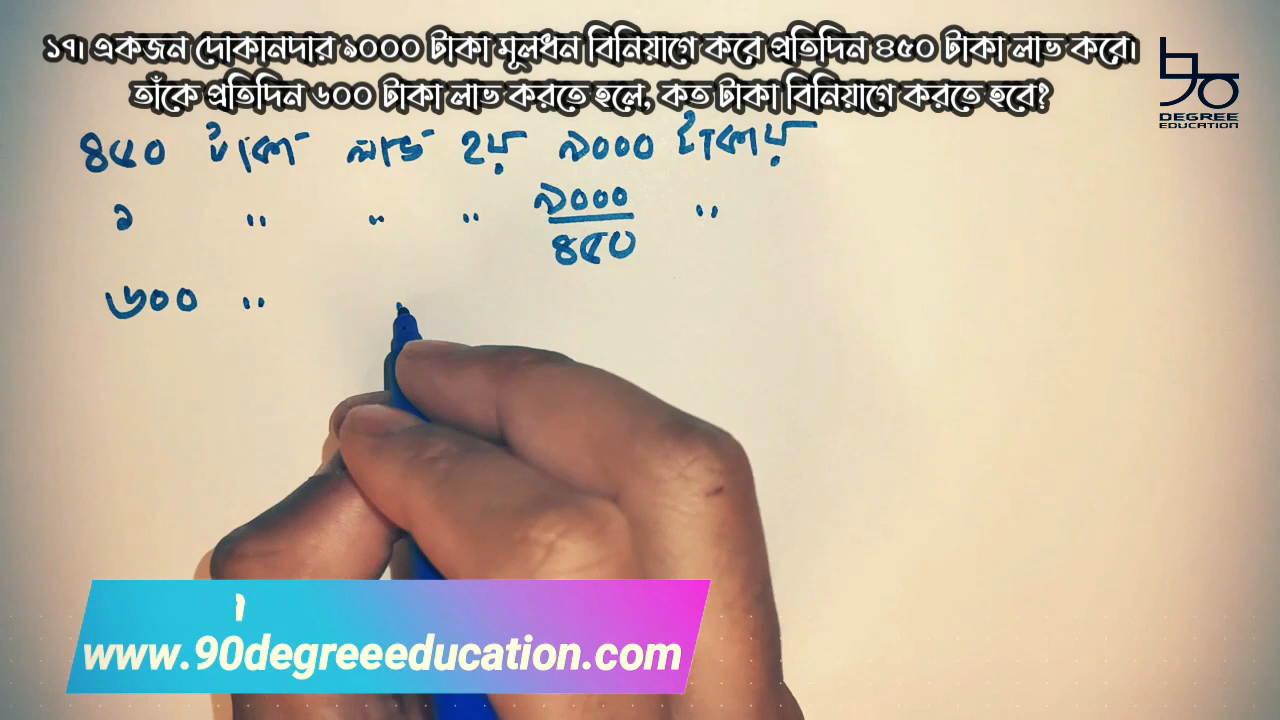 ১৭। একজন দোকানদার ৯০০০ টাকা মূলধন বিনিয়াগে করে প্রতিদিন ৪৫০ টাকা লাভ করে।
তাঁকে প্রতিদিন ৬০০ টাকা লাভ করতে হলে, কত টাকা বিনিয়াগে করতে হবে?
৯০
DEGREE
EDUCATION
৪৫০ টাকা লাভ হয় ৯০০০ টাকায়
১ " " " ৯০০০/৪৫০ "
৬০০ "
www.90degreeeducation.com